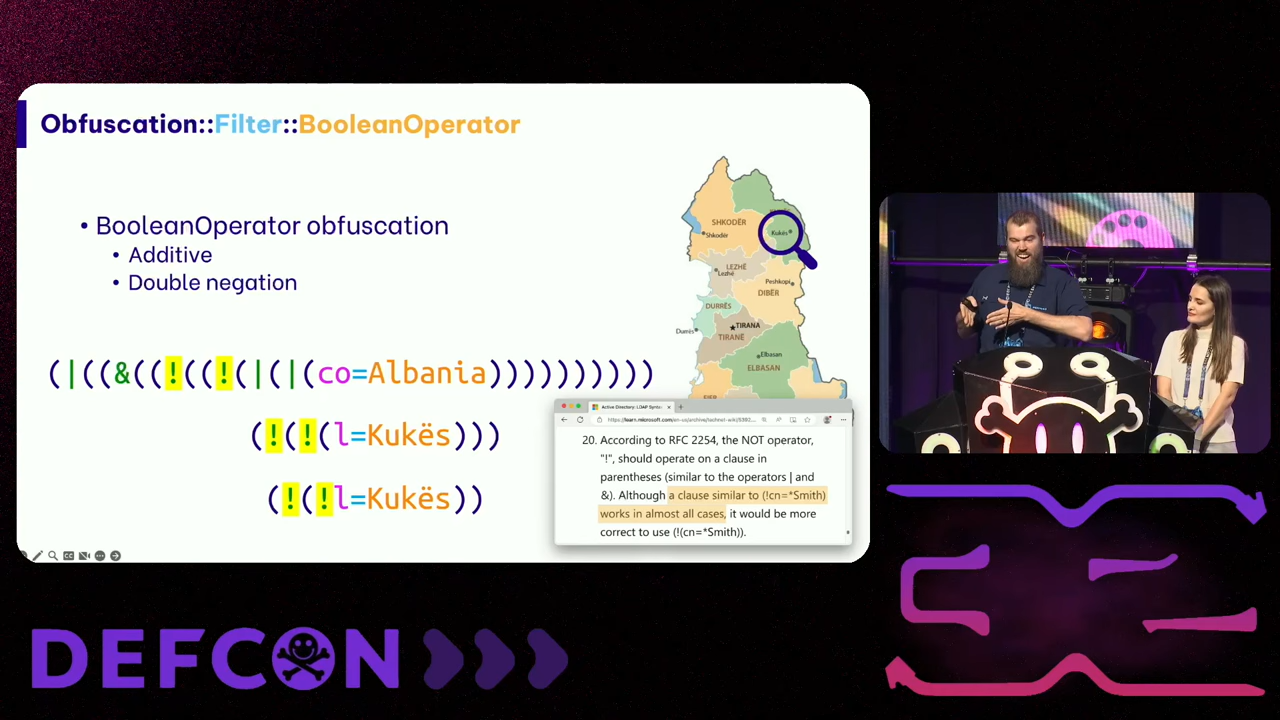 Obfuscation::Filter::BooleanOperator
• BooleanOperator obfuscation
• Additive
• Double negation
(|((&((!((!(|(|(co=Albania))))))))))
(!(!(l=Kukës)))
(!(!l=Kukës))
SHKODËR
Shkodër
Kukës
LEZHË
Lezhë
Peshkopi
DIBËR
DURRËS
Durrës
TIRANA
TIRANË
Elbasan
ELBASAN
Active Directory: LDAP Synta
20. According to RFC 2254, the NOT operator,
"!", should operate on a clause in
parentheses (similar to the operators | and
&). Although a clause similar to (!cn=*Smith)
works in almost all cases, it would be more
correct to use (!(cn=*Smith)).
DEFCON